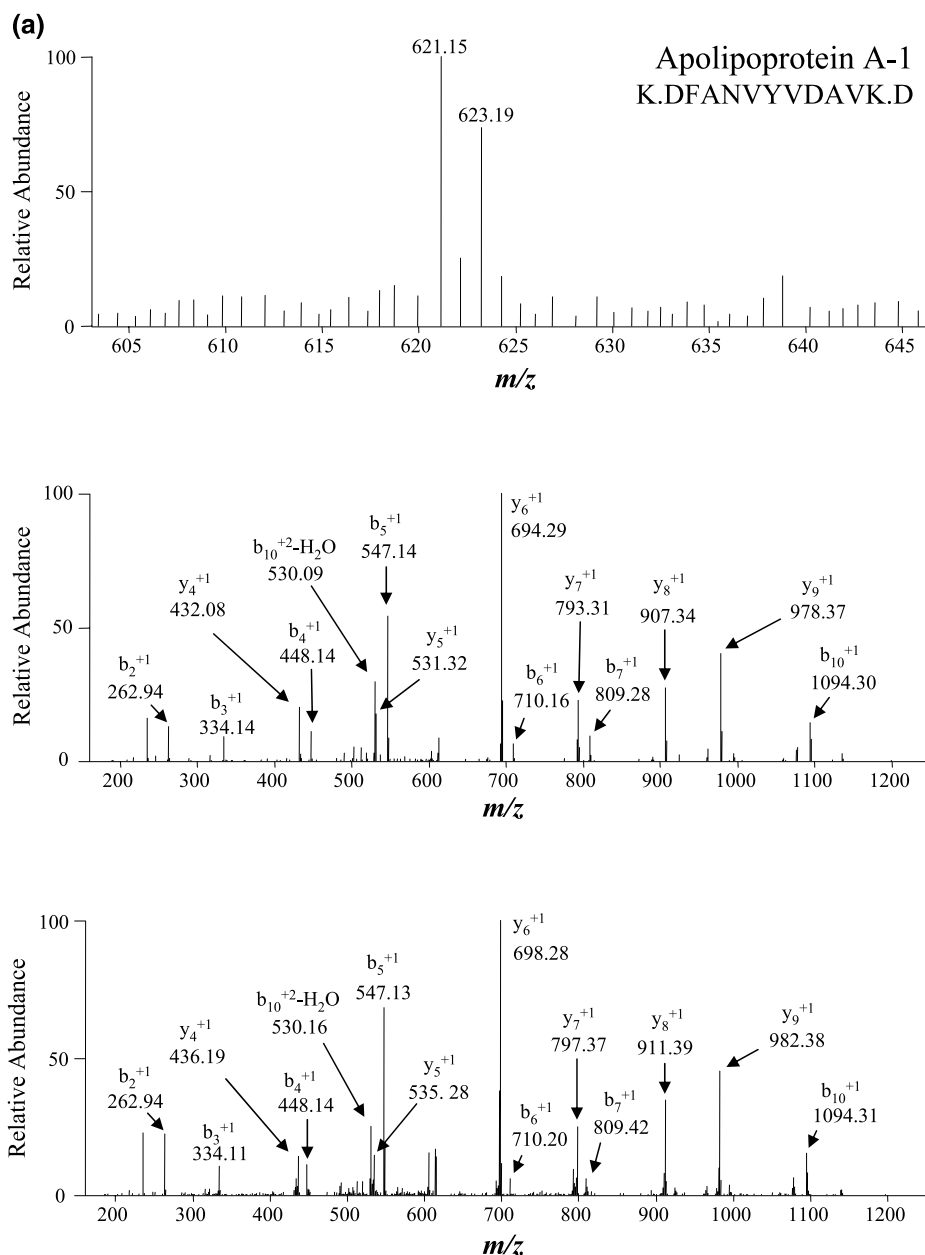 (a)
Apolipoprotein A-1
K.DFANVYVDAVK.D
621.15
623.19
Relative Abundance
100
50
0
605 610 615 620 625 630 635 640 645
m/z
Relative Abundance
100
50
0
b₂⁺¹
262.94
b₃⁺¹
334.14
y₄⁺¹
432.08
b₄⁺¹
448.14
b₁₀⁺²-H₂O
530.09
b₅⁺¹
547.14
y₅⁺¹
531.32
y₆⁺¹
694.29
b₆⁺¹
710.16
y₇⁺¹
793.31
b₇⁺¹
809.28
y₈⁺¹
907.34
y₉⁺¹
978.37
b₁₀⁺¹
1094.30
200 300 400 500 600 700 800 900 1000 1100 1200
m/z
Relative Abundance
100
50
0
b₂⁺¹
262.94
b₃⁺¹
334.11
y₄⁺¹
436.19
b₄⁺¹
448.14
b₁₀⁺²-H₂O
530.16
b₅⁺¹
547.13
y₅⁺¹
535.28
y₆⁺¹
698.28
b₆⁺¹
710.20
y₇⁺¹
797.37
b₇⁺¹
809.42
y₈⁺¹
911.39
y₉⁺¹
982.38
b₁₀⁺¹
1094.31
200 300 400 500 600 700 800 900 1000 1100 1200
m/z